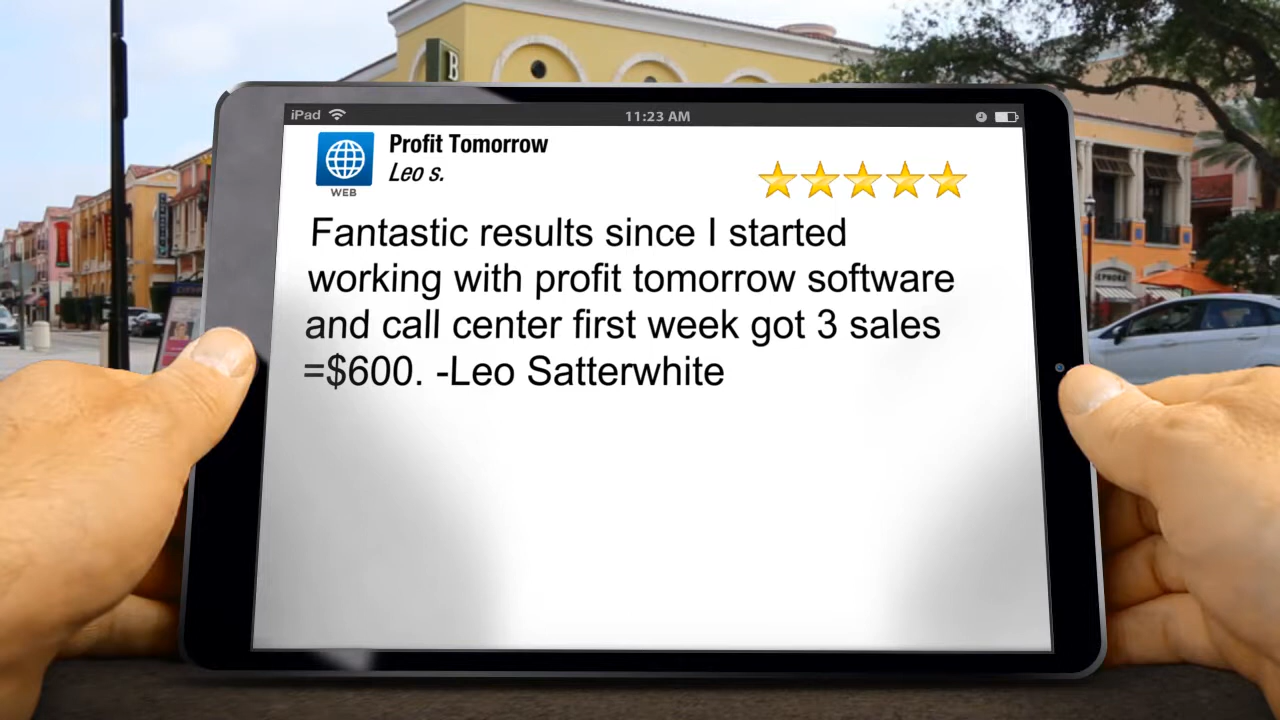 iPad 11:23 AM
Profit Tomorrow
Leo s.
WEB
Fantastic results since I started
working with profit tomorrow software
and call center first week got 3 sales
=$600. -Leo Satterwhite
B
SEPHORA